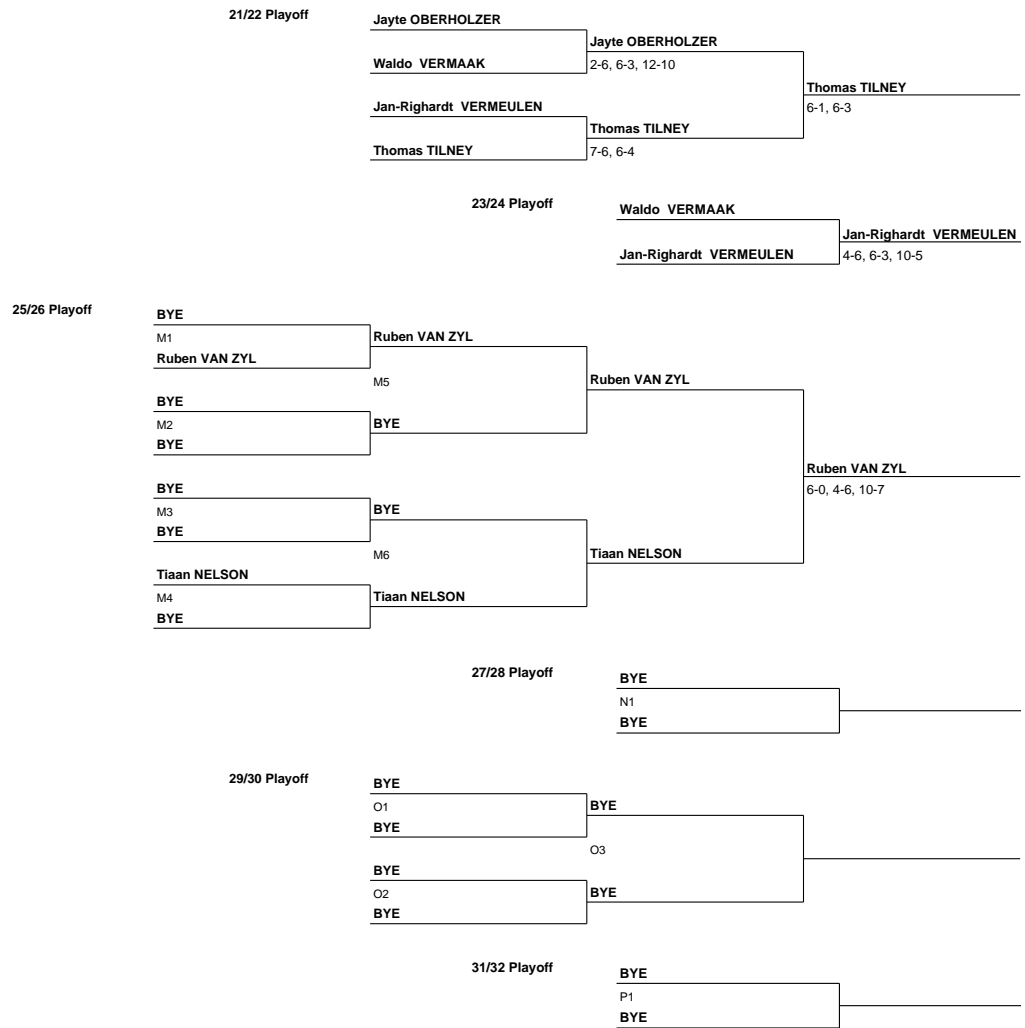 21/22 Playoff
Jayte OBERHOLZER
Jayte OBERHOLZER
Waldo VERMAAK
2-6, 6-3, 12-10
Thomas TILNEY
6-1, 6-3
Jan-Righardt VERMEULEN
Thomas TILNEY
Thomas TILNEY
7-6, 6-4
23/24 Playoff
Waldo VERMAAK
Jan-Righardt VERMEULEN
Jan-Righardt VERMEULEN
4-6, 6-3, 10-5
25/26 Playoff
BYE
M1
Ruben VAN ZYL
Ruben VAN ZYL
M5
Ruben VAN ZYL
BYE
M2
BYE
BYE
Ruben VAN ZYL
6-0, 4-6, 10-7
BYE
M3
BYE
BYE
M6
Tiaan NELSON
Tiaan NELSON
M4
Tiaan NELSON
BYE
27/28 Playoff
BYE
N1
BYE
29/30 Playoff
BYE
O1
BYE
BYE
O3
BYE
O2
BYE
BYE
31/32 Playoff
BYE
P1
BYE